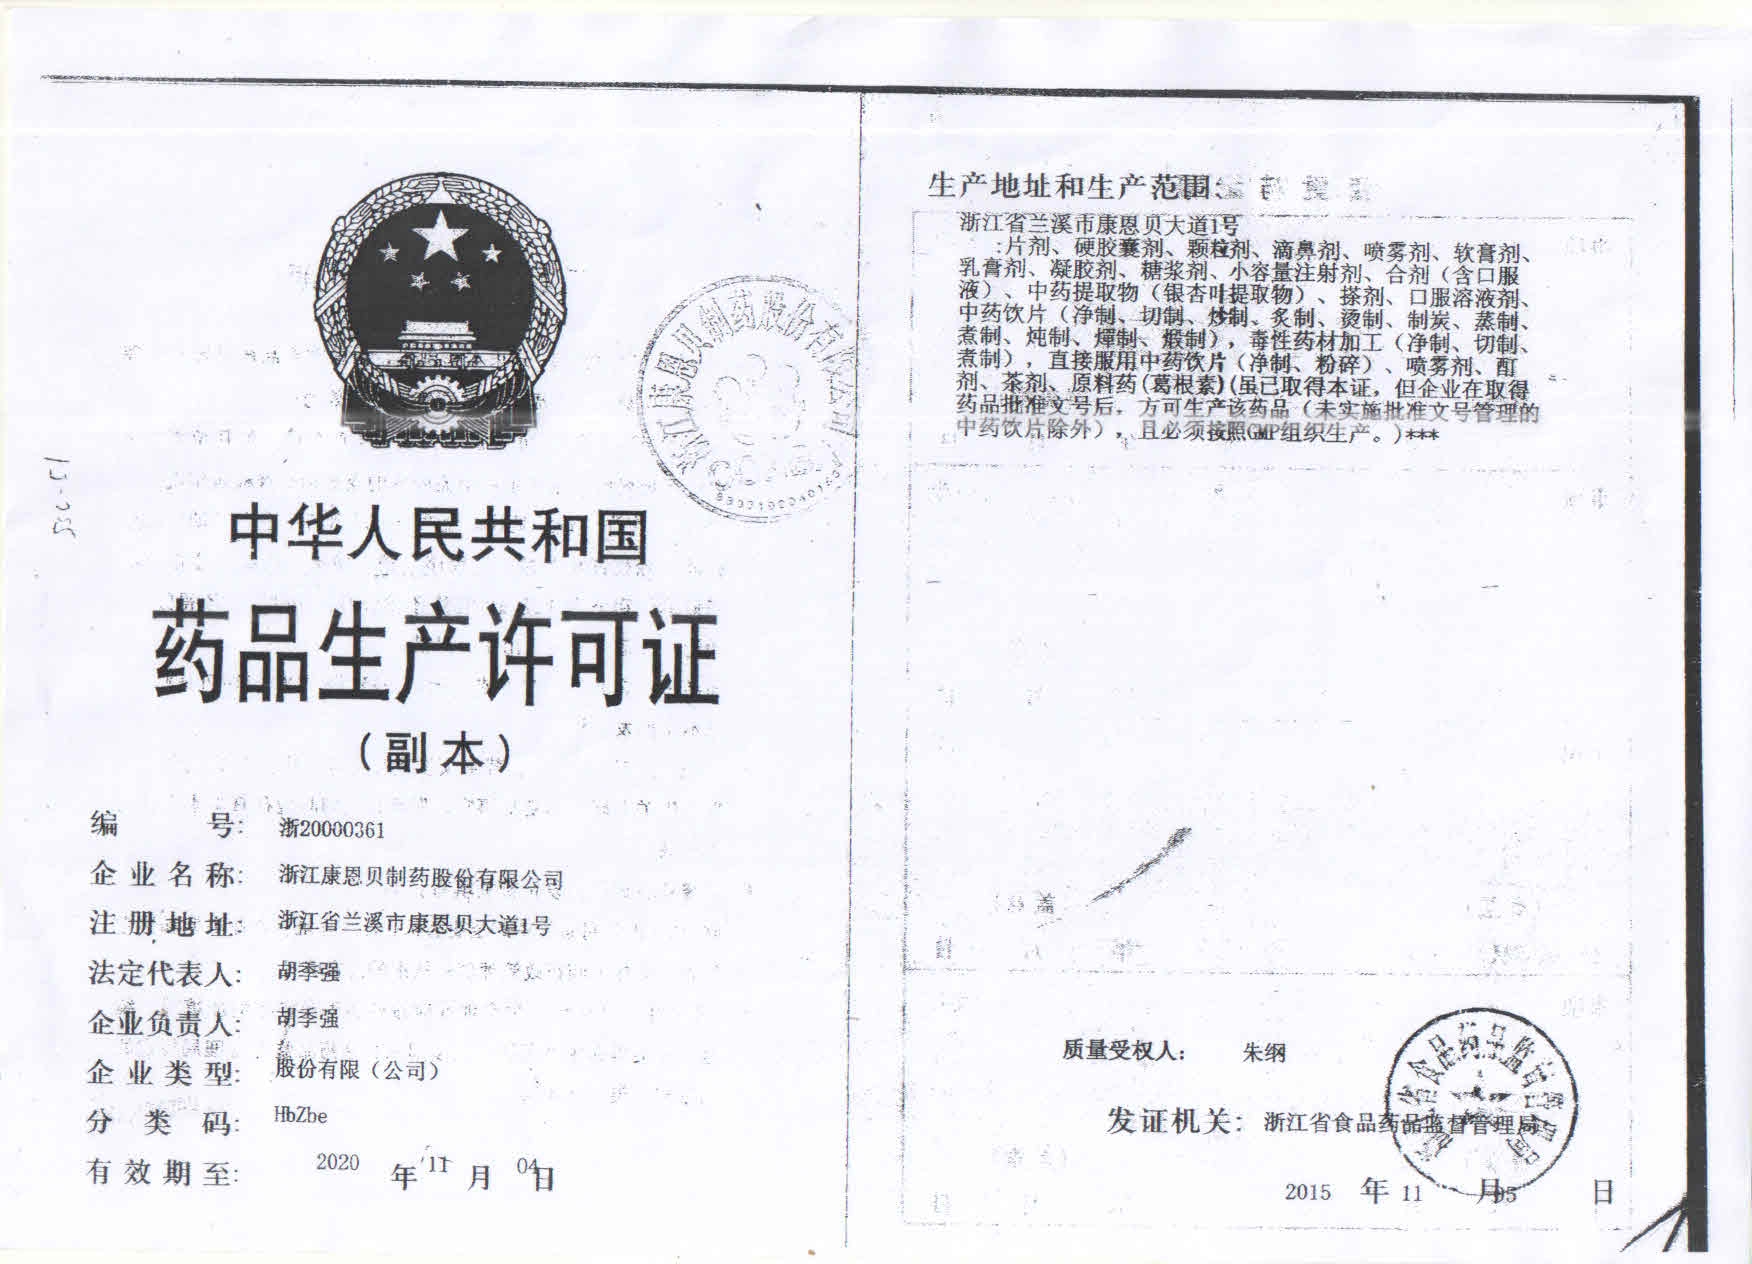 中华人民共和国
药品生产许可证
（副本）
编 号: 浙20000361
企业名称: 浙江康恩贝制药股份有限公司
注册地址: 浙江省兰溪市康恩贝大道1号
法定代表人: 胡季强
企业负责人: 胡季强
企业类型: 股份有限（公司）
分类码: HbZbe
有效期至: 2020 年 11 月 04日
浙江康恩贝制药股份有限公司
生产地址和生产范围:
浙江省兰溪市康恩贝大道1号
:片剂、硬胶囊剂、颗粒剂、滴鼻剂、喷雾剂、软膏剂、
乳膏剂、凝胶剂、糖浆剂、小容量注射剂、合剂（含口服
液）、中药提取物（银杏叶提取物）、搽剂、口服溶液剂、
中药饮片（净制、切制、炒制、炙制、烫制、制炭、蒸制、
煮制、炖制、燀制、煅制），毒性药材加工（净制、切制、
煮制），直接服用中药饮片（净制、粉碎）、喷雾剂、酊
剂、茶剂、原料药(葛根素)(虽已取得本证，但企业在取得
药品批准文号后，方可生产该药品（未实施批准文号管理的
中药饮片除外），且必须按照GMP组织生产。)***
质量受权人: 朱纲
发证机关: 浙江省食品药品监督管理局
2015 年 11 月05 日